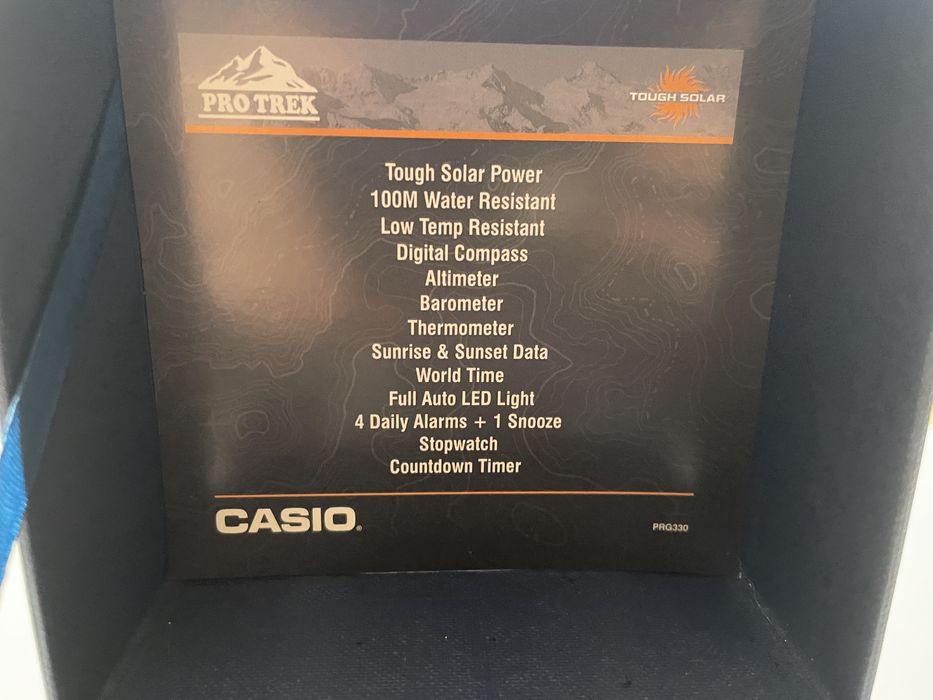 PRO TREK
TOUGH SOLAR
Tough Solar Power
100M Water Resistant
Low Temp Resistant
Digital Compass
Altimeter
Barometer
Thermometer
Sunrise & Sunset Data
World Time
Full Auto LED Light
4 Daily Alarms + 1 Snooze
Stopwatch
Countdown Timer
CASIO®
PRG330